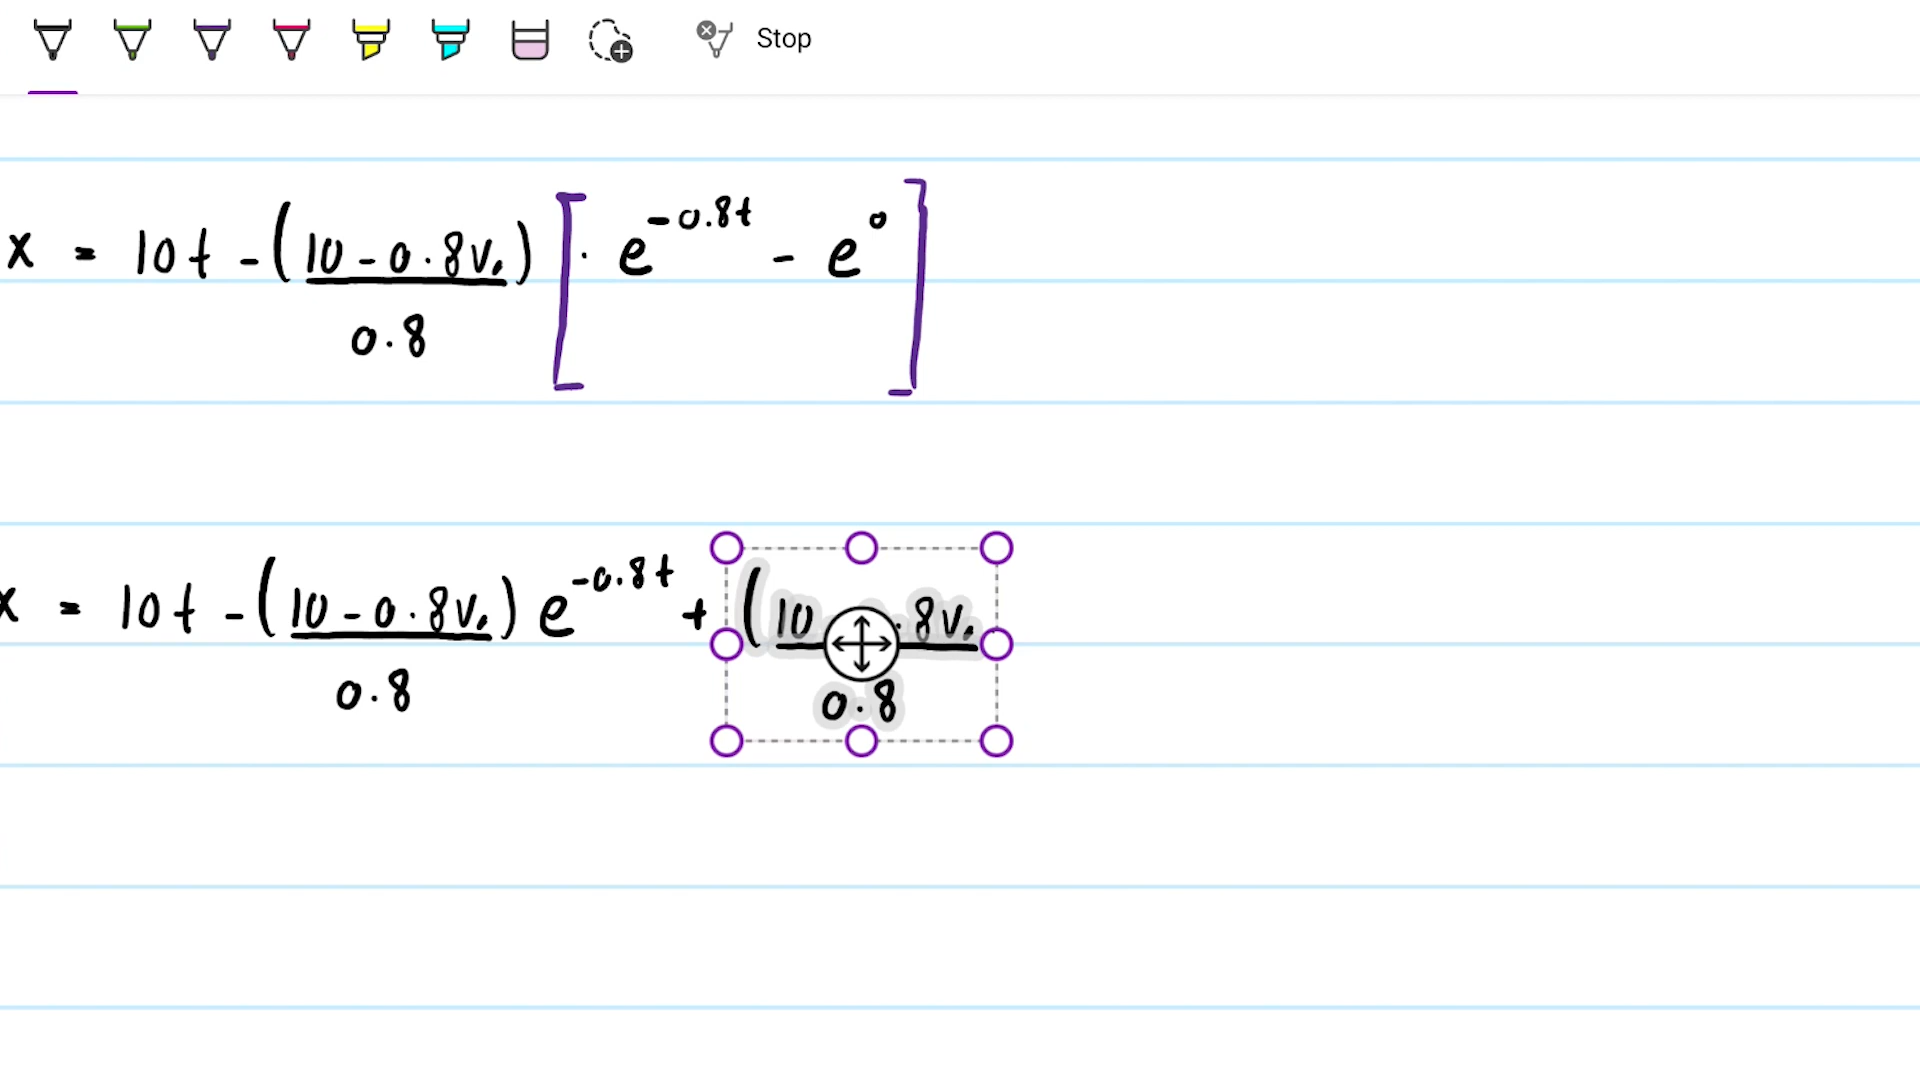 Stop
x = 10t - (10 - 0.8v₀) [· e^-0.8t - e^0]
0.8
x = 10t - (10 - 0.8v₀) e^-0.8t + (10 . 8v₀
0.8 0.8